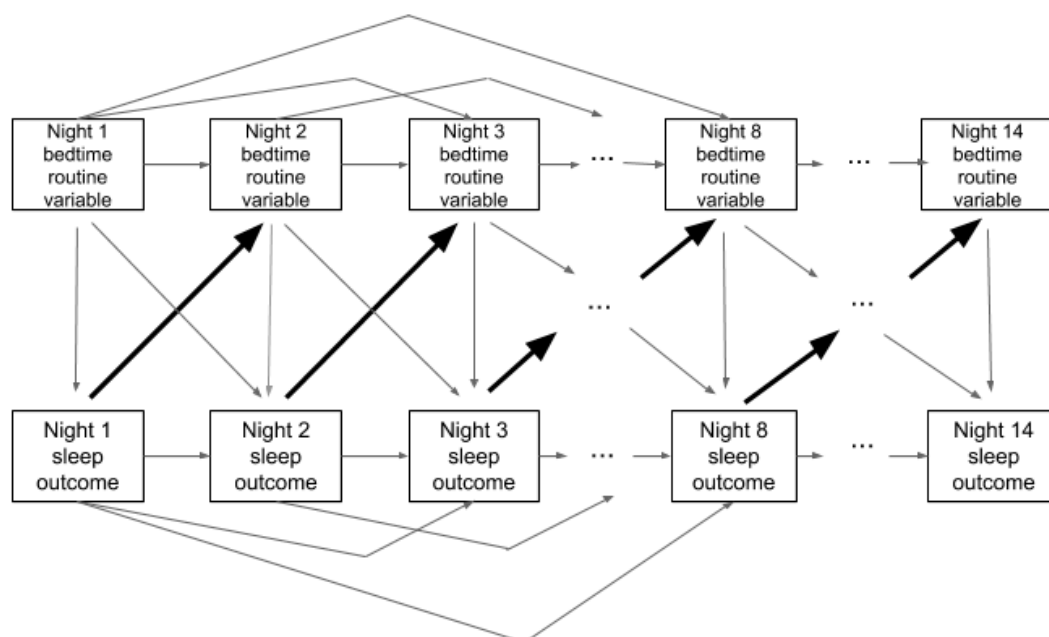 Night 1
bedtime
routine
variable
Night 2
bedtime
routine
variable
Night 3
bedtime
routine
variable
...
Night 8
bedtime
routine
variable
...
Night 14
bedtime
routine
variable
...
...
Night 1
sleep
outcome
Night 2
sleep
outcome
Night 3
sleep
outcome
...
Night 8
sleep
outcome
...
Night 14
sleep
outcome